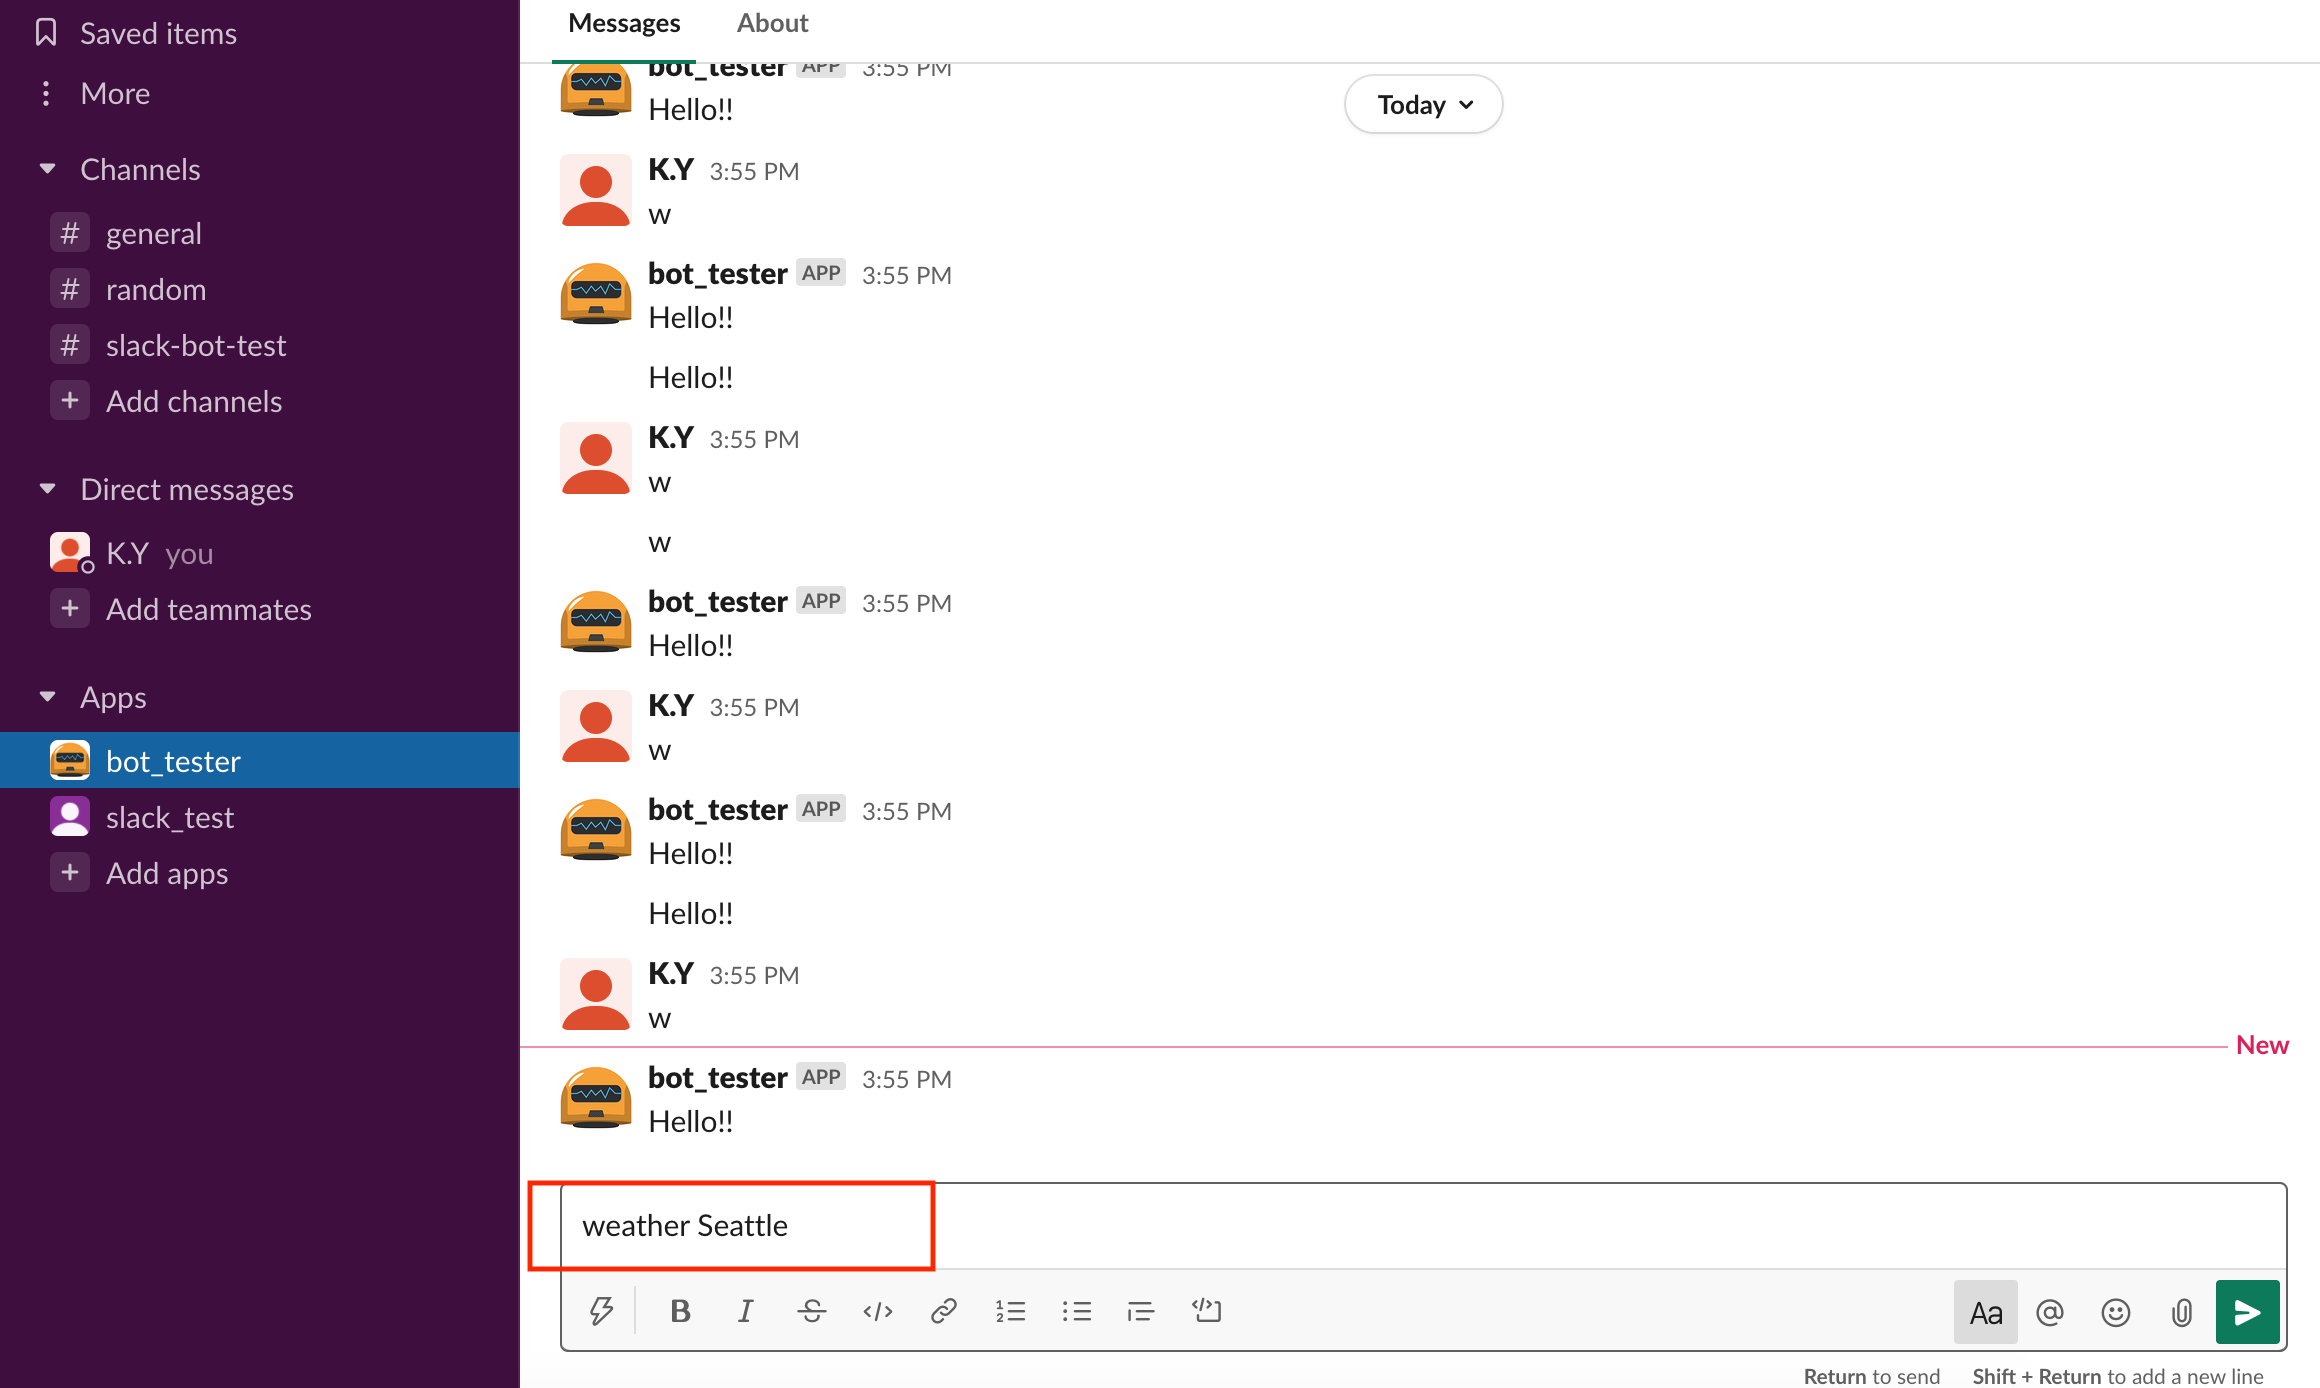 Saved items
More
Channels
# general
# random
# slack-bot-test
+ Add channels
Direct messages
K.Y you
+ Add teammates
Apps
bot_tester
slack_test
+ Add apps
Messages About
bot_tester APP 3:55 PM
Hello!!
Today
K.Y 3:55 PM
w
bot_tester APP 3:55 PM
Hello!!
Hello!!
K.Y 3:55 PM
w
w
bot_tester APP 3:55 PM
Hello!!
K.Y 3:55 PM
w
bot_tester APP 3:55 PM
Hello!!
Hello!!
K.Y 3:55 PM
w
New
bot_tester APP 3:55 PM
Hello!!
weather Seattle
B I S </> Aa @
Return to send Shift + Return to add a new line